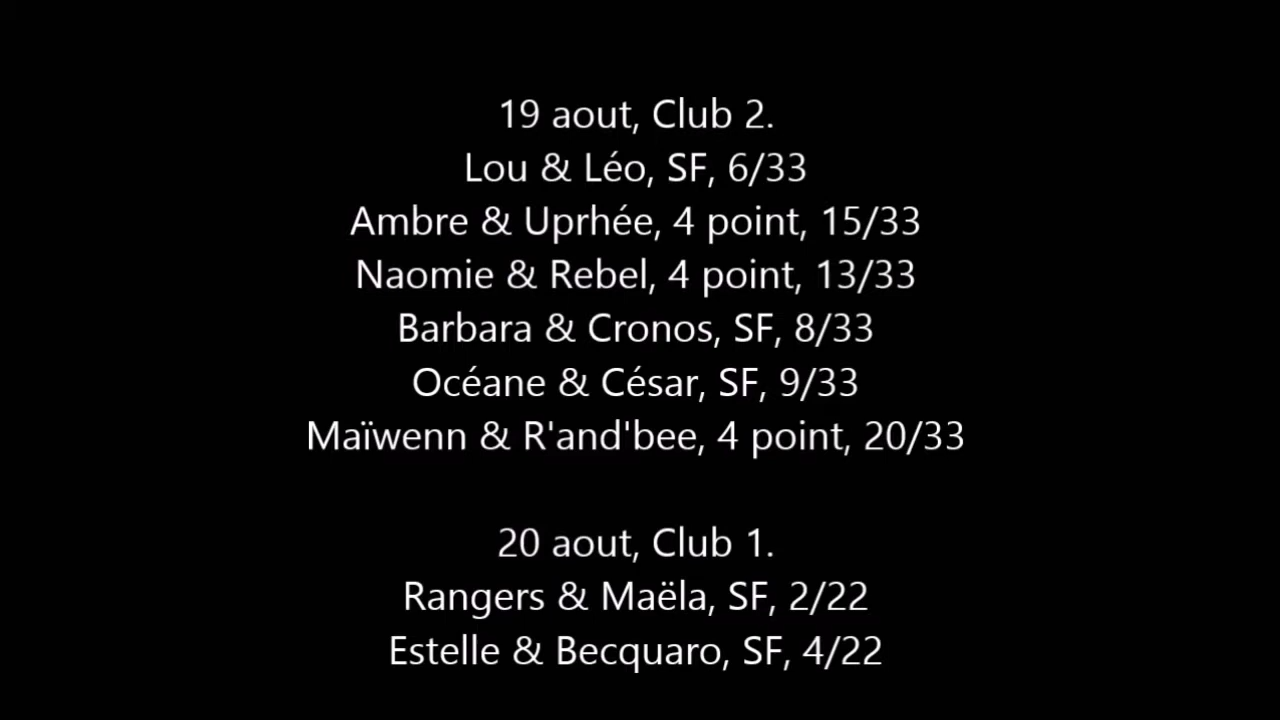 19 aout, Club 2.
Lou & Léo, SF, 6/33
Ambre & Uprhée, 4 point, 15/33
Naomie & Rebel, 4 point, 13/33
Barbara & Cronos, SF, 8/33
Océane & César, SF, 9/33
Maïwenn & R'and'bee, 4 point, 20/33
20 aout, Club 1.
Rangers & Maëla, SF, 2/22
Estelle & Becquaro, SF, 4/22